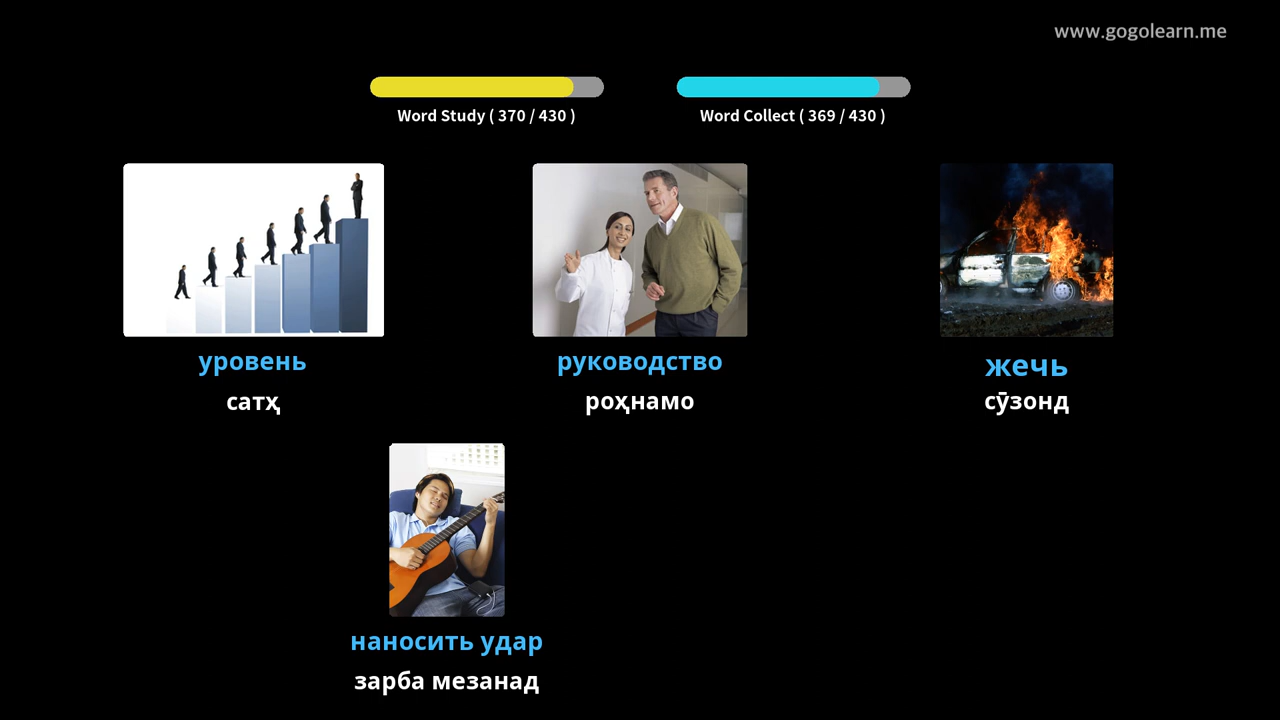 www.gogolearn.me
Word Study ( 370 / 430 )
Word Collect ( 369 / 430 )
уровень
руководство
жечь
сатҳ
роҳнамо
сӯзонд
наносить удар
зарба мезанад